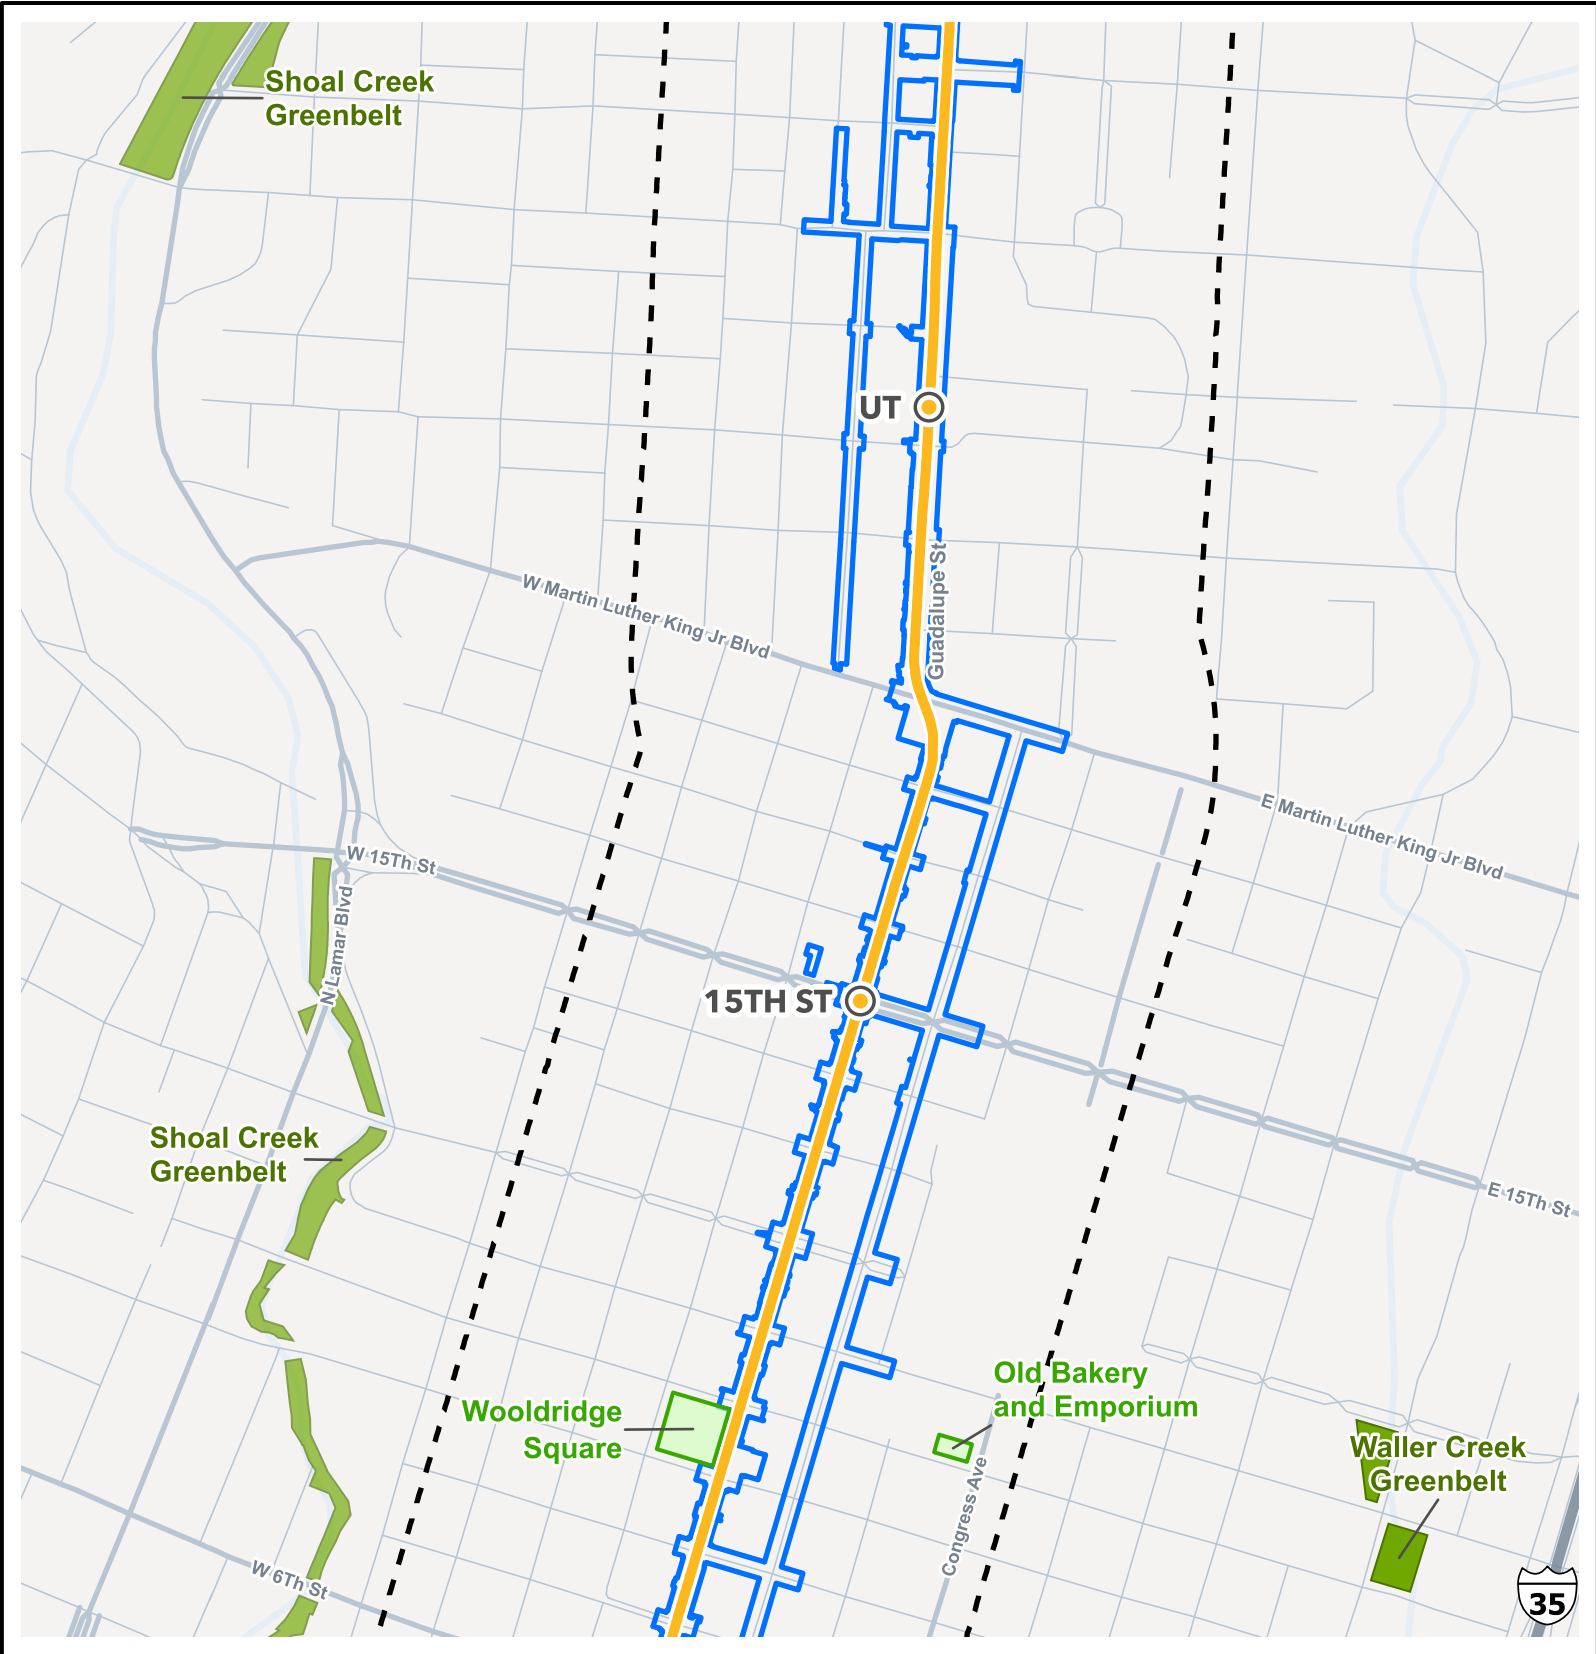 Shoal Creek
Greenbelt
UT
Guadalupe St
W Martin Luther King Jr Blvd
E Martin Luther King Jr Blvd
W 15Th St
N Lamar Blvd
15TH ST
Shoal Creek
Greenbelt
E 15Th St
Old Bakery
and Emporium
Wooldridge
Square
Waller Creek
Greenbelt
Congress Ave
W 6Th St
35